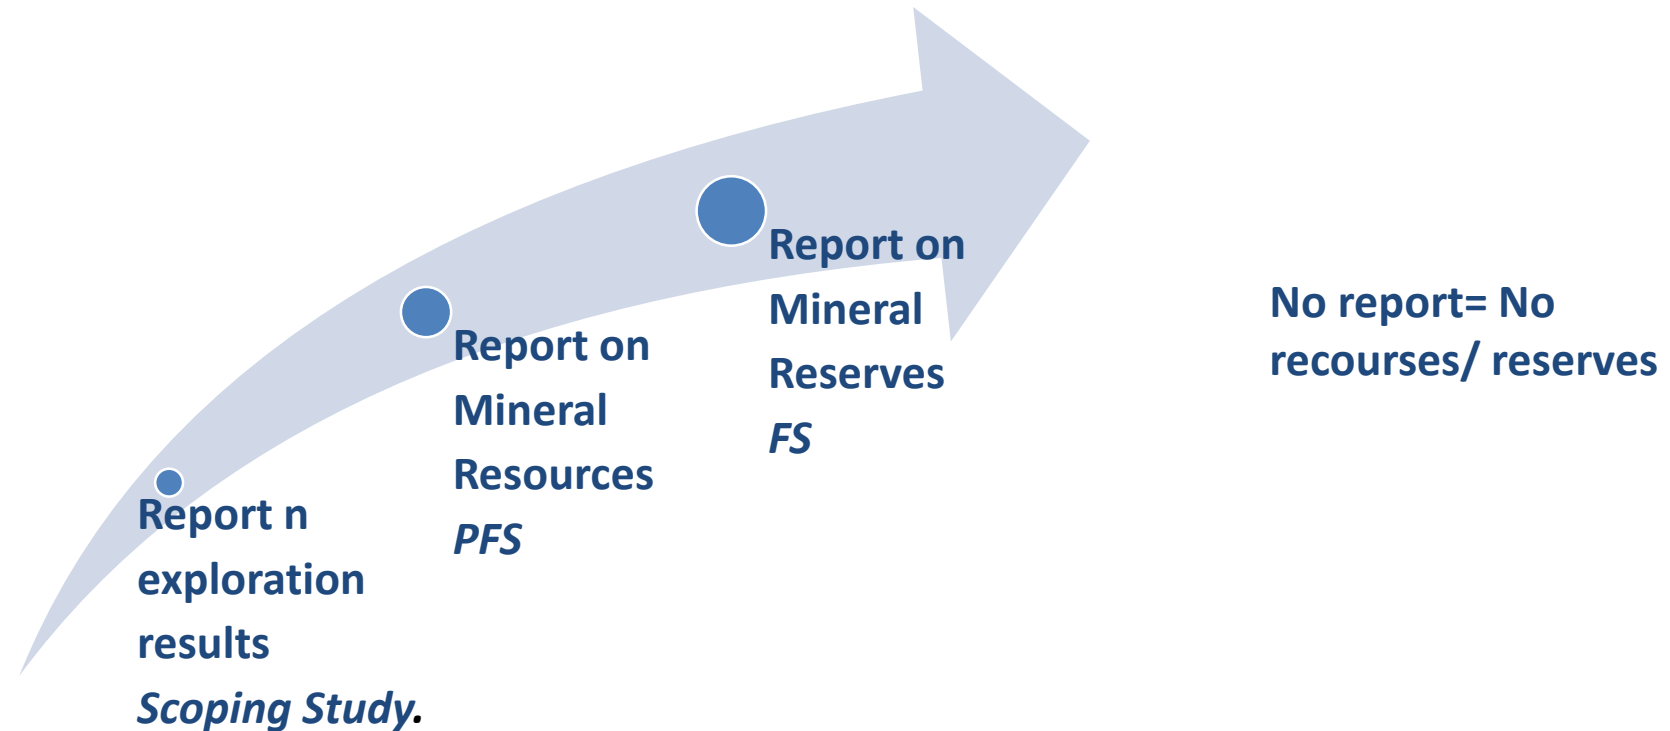 Report n
exploration
results
Scoping Study.
Report on
Mineral
Resources
PFS
Report on
Mineral
Reserves
FS
No report= No
recourses/ reserves